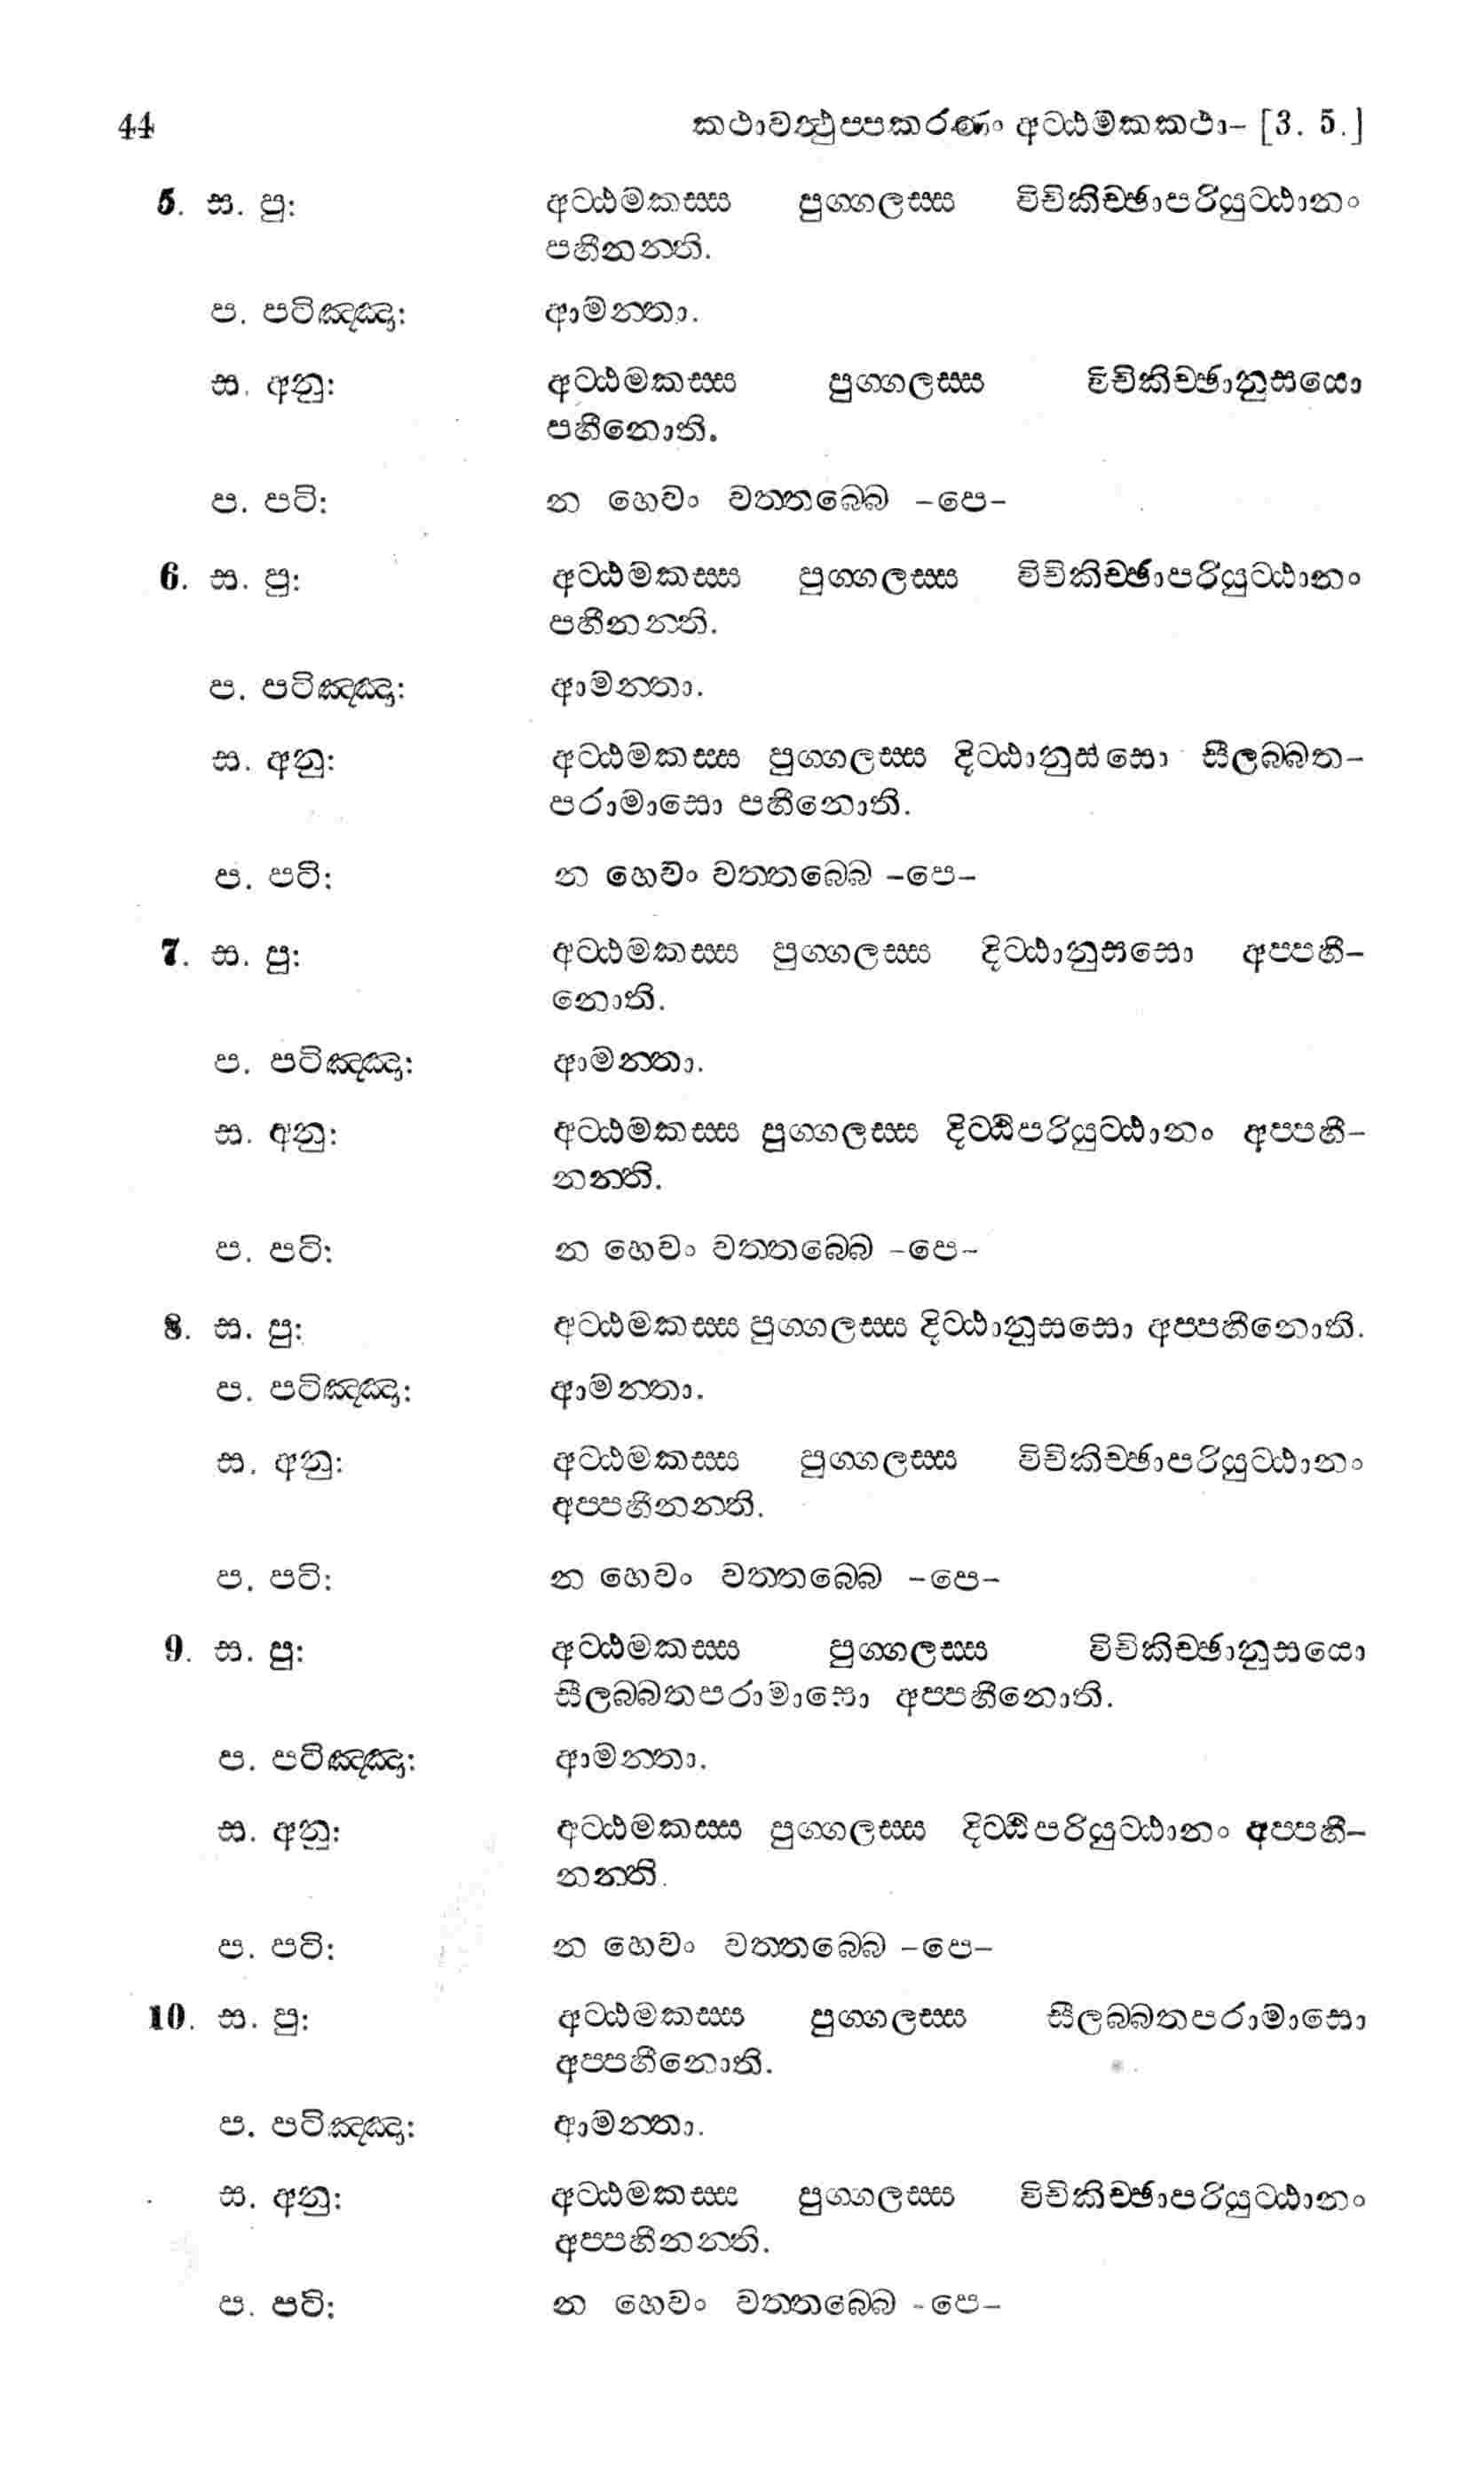 44 කථාවත්‍ථුප‍්පකරණං අට‍්ඨමකකථා– [3. 5.]
5. ස. පු: අට‍්ඨමකස‍්ස පුග‍්ගලස‍්ස විචිකිච‍්ඡාපරියුට‍්ඨානං
පහීනන‍්ති.
ප. පටිඤ‍්ඤා: ආමන‍්තා.
ස. අනු: අට‍්ඨමකස‍්ස පුග‍්ගලස‍්ස විචිකිච‍්ඡානුසයො
පහීනොති.
ප. පටි: න හෙවං වත‍්තබ‍්බෙ –පෙ–
6. ස. පු: අට‍්ඨමකස‍්ස පුග‍්ගලස‍්ස විචිකිච‍්ඡාපරියුට‍්ඨානං
පහීනන‍්ති.
ප. පටිඤ‍්ඤා: ආමන‍්තා.
ස. අනු: අට‍්ඨමකස‍්ස පුග‍්ගලස‍්ස දිට‍්ඨානුස්සො සීලබ‍්බත–
පරාමාසො පහීනොති.
ප. පටි: න හෙවං වත‍්තබ‍්බෙ –පෙ–
7. ස. පු: අට‍්ඨමකස‍්ස පුග‍්ගලස‍්ස දිට‍්ඨානුසසො අප‍්පහී–
නොති.
ප. පටිඤ‍්ඤා: ආමන‍්තා.
ස. අනු: අට‍්ඨමකස‍්ස පුග‍්ගලස‍්ස දිට‍්ඨිපරියුට‍්ඨානං අප‍්පහී–
නන‍්ති.
ප. පටි: න හෙවං වත‍්තබ‍්බෙ –පෙ–
8. ස. පු: අට‍්ඨමකස‍්ස පුග‍්ගලස‍්ස දිට‍්ඨානුසසො අප‍්පහීනොති.
ප. පටිඤ‍්ඤා: ආමන‍්තා.
ස. අනු: අට‍්ඨමකස‍්ස පුග‍්ගලස‍්ස විචිකිච‍්ඡාපරියුට‍්ඨානං
අප‍්පහීනන‍්ති.
ප. පටි: න හෙවං වත‍්තබ‍්බෙ –පෙ–
9. ස. පු: අට‍්ඨමකස‍්ස පුග‍්ගලස‍්ස විචිකිච‍්ඡානුසයො
සීලබ‍්බතපරාමාසො අප‍්පහීනොති.
ප. පටිඤ‍්ඤා: ආමන‍්තා.
ස. අනු: අට‍්ඨමකස‍්ස පුග‍්ගලස‍්ස දිට‍්ඨිපරියුට‍්ඨානං අප‍්පහී–
නන‍්ති.
ප. පටි: න හෙවං වත‍්තබ‍්බෙ –පෙ–
10. ස. පු: අට‍්ඨමකස‍්ස පුග‍්ගලස‍්ස සීලබ‍්බතපරාමාසො
අප‍්පහීනොති.
ප. පටිඤ‍්ඤා: ආමන‍්තා.
ස. අනු: අට‍්ඨමකස‍්ස පුග‍්ගලස‍්ස විචිකිච‍්ඡාපරියුට‍්ඨානං
අප‍්පහීනන‍්ති.
ප. පටි: න හෙවං වත‍්තබ‍්බෙ –පෙ–